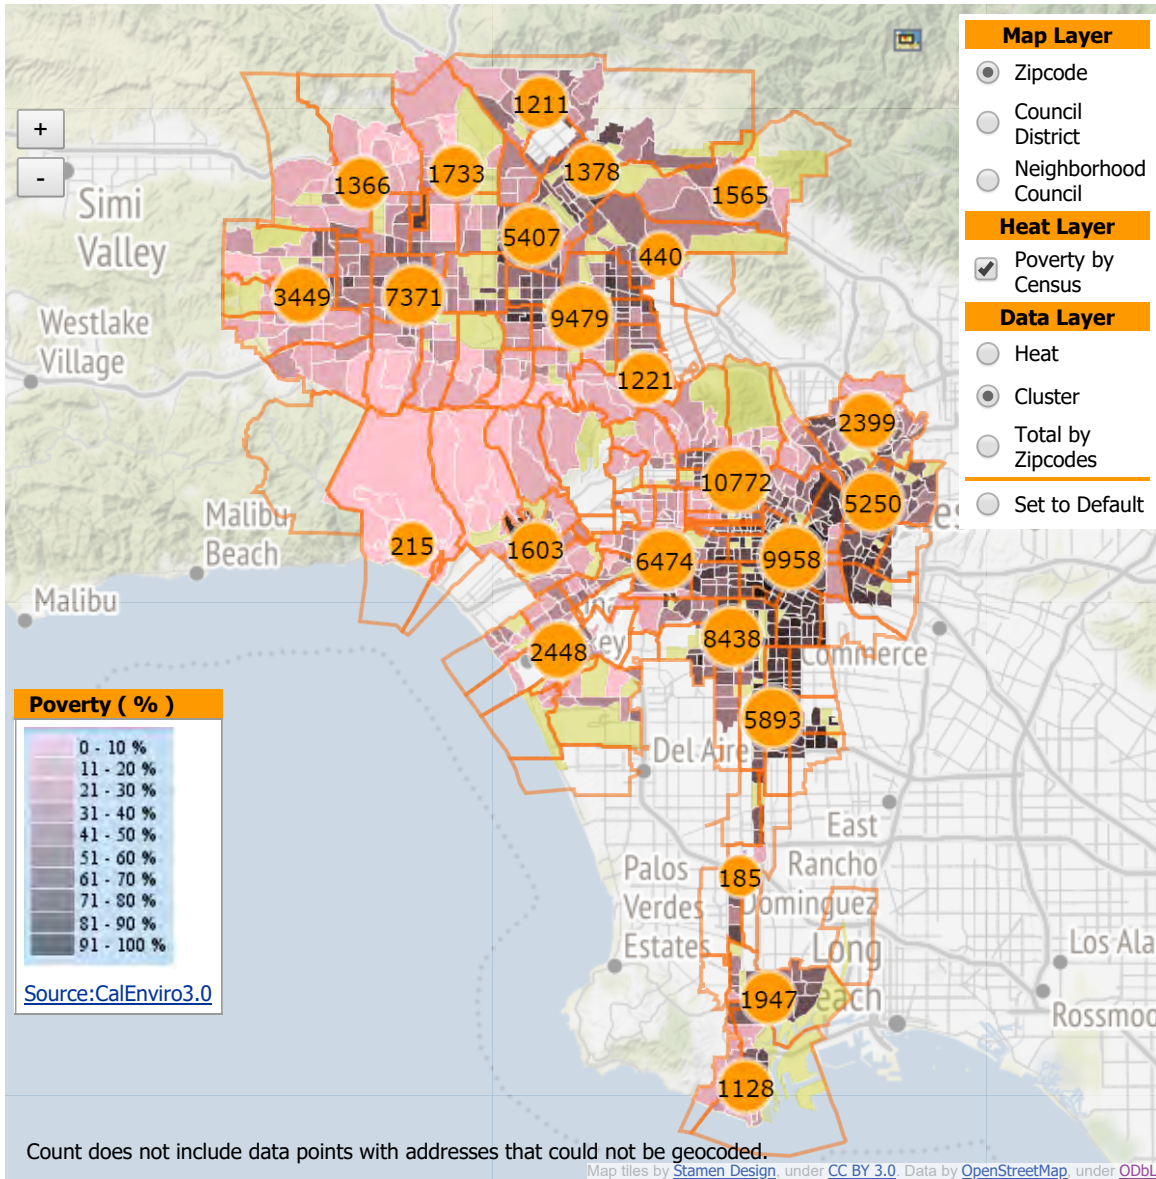 Map Layer
Zipcode
Council
District
Neighborhood
Council
Heat Layer
Poverty by
Census
Data Layer
Heat
Cluster
Total by
Zipcodes
Set to Default
+
-
1211
1378
1733
1366
1565
5407
440
3449
7371
9479
1221
2399
10772
5250
215
1603
6474
9958
8438
2448
5893
185
1947
1128
Simi
Valley
Westlake
Village
Malibu
Beach
Malibu
Commerce
Del Aire
East
Rancho
Dominguez
Palos
Verdes
Estates
Long
each
Los Ala
Rossmoo
Poverty ( % )
0 - 10 %
11 - 20 %
21 - 30 %
31 - 40 %
41 - 50 %
51 - 60 %
61 - 70 %
71 - 80 %
81 - 90 %
91 - 100 %
Source:CalEnviro3.0
Count does not include data points with addresses that could not be geocoded.
Map tiles by Stamen Design, under CC BY 3.0. Data by OpenStreetMap, under ODbL